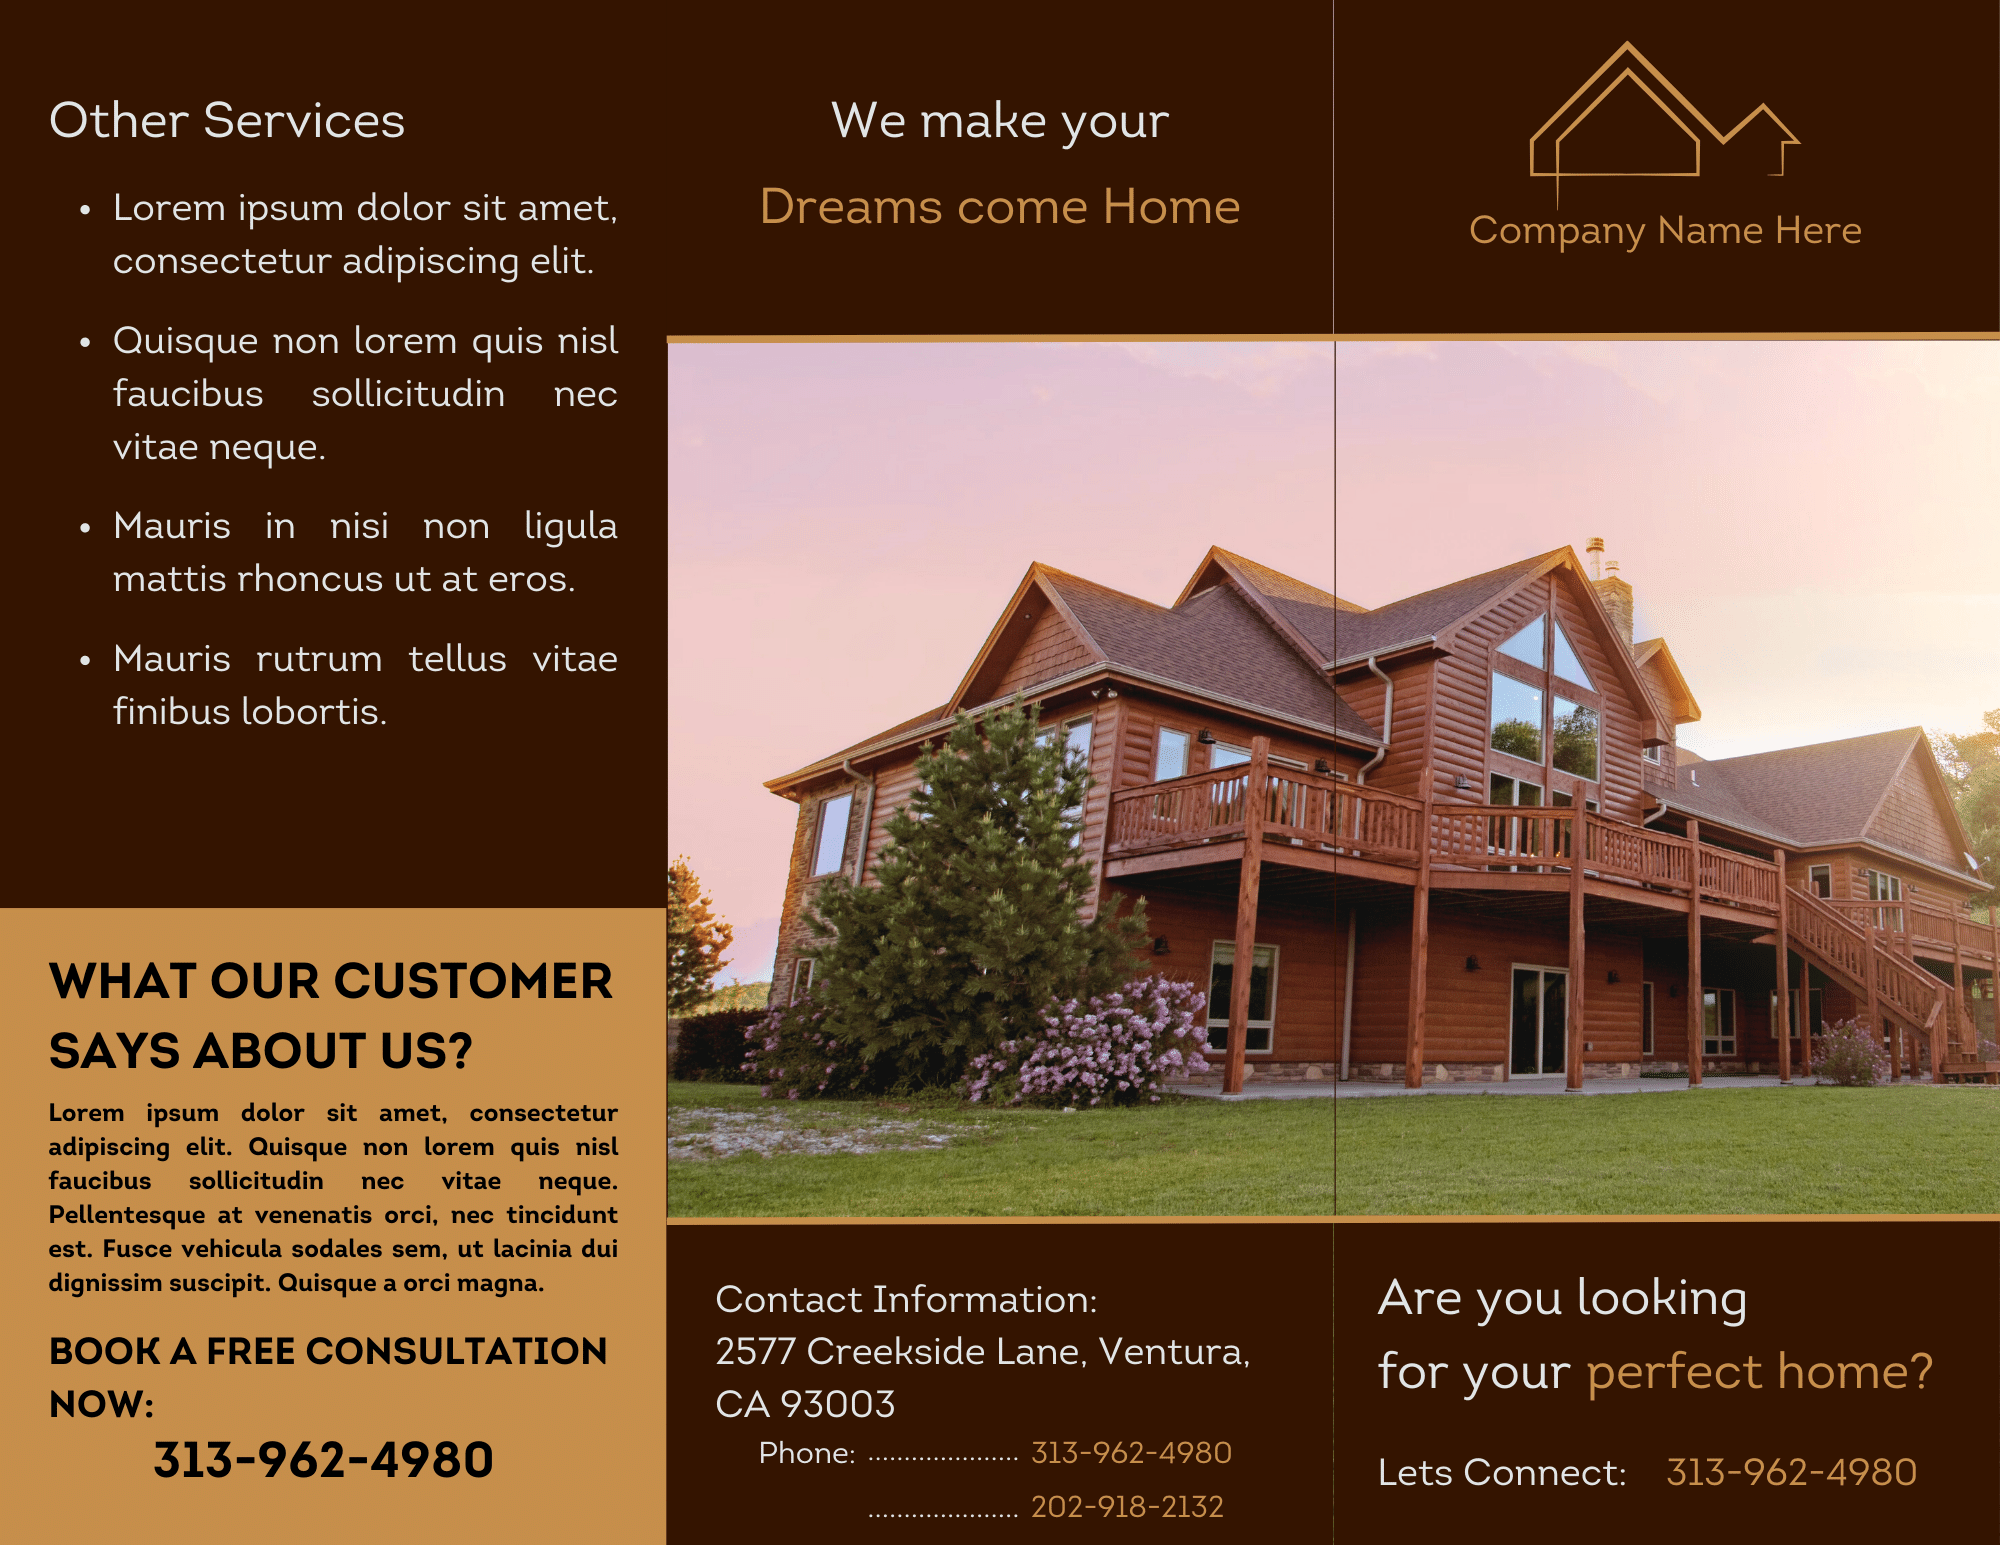 Other Services
• Lorem ipsum dolor sit amet,
consectetur adipiscing elit.
• Quisque non lorem quis nisl
faucibus sollicitudin nec
vitae neque.
• Mauris in nisi non ligula
mattis rhoncus ut at eros.
• Mauris rutrum tellus vitae
finibus lobortis.
WHAT OUR CUSTOMER
SAYS ABOUT US?
Lorem ipsum dolor sit amet, consectetur
adipiscing elit. Quisque non lorem quis nisl
faucibus sollicitudin nec vitae neque.
Pellentesque at venenatis orci, nec tincidunt
est. Fusce vehicula sodales sem, ut lacinia dui
dignissim suscipit. Quisque a orci magna.
BOOK A FREE CONSULTATION
NOW:
313-962-4980
We make your
Dreams come Home
Contact Information:
2577 Creekside Lane, Ventura,
CA 93003
Phone: ..................... 313-962-4980
..................... 202-918-2132
Company Name Here
Are you looking
for your perfect home?
Lets Connect: 313-962-4980